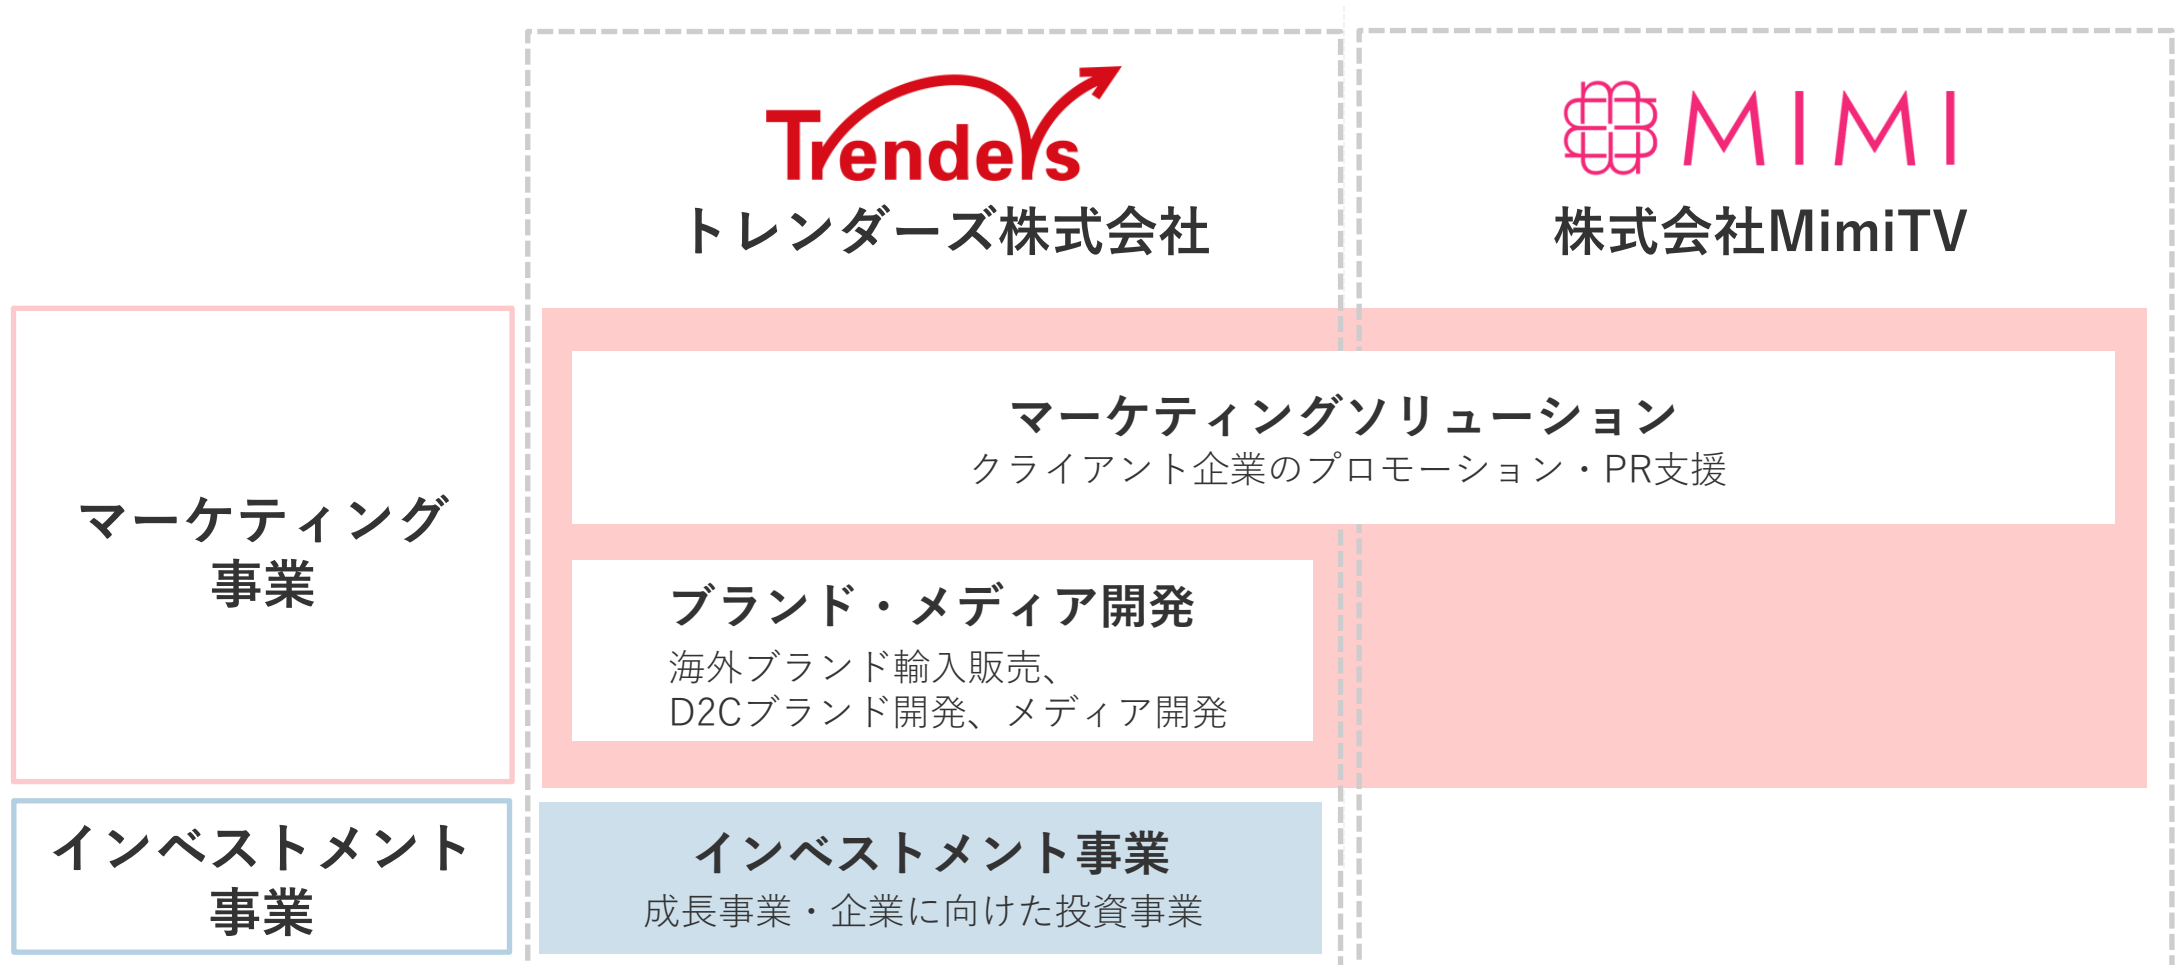 Trenders
MIMI
トレンダーズ株式会社
株式会社MimiTV
マーケティング
事業
マーケティングソリューション
クライアント企業のプロモーション・PR支援
ブランド・メディア開発
海外ブランド輸入販売、
D2Cブランド開発、メディア開発
インベストメント
事業
インベストメント事業
成長事業・企業に向けた投資事業